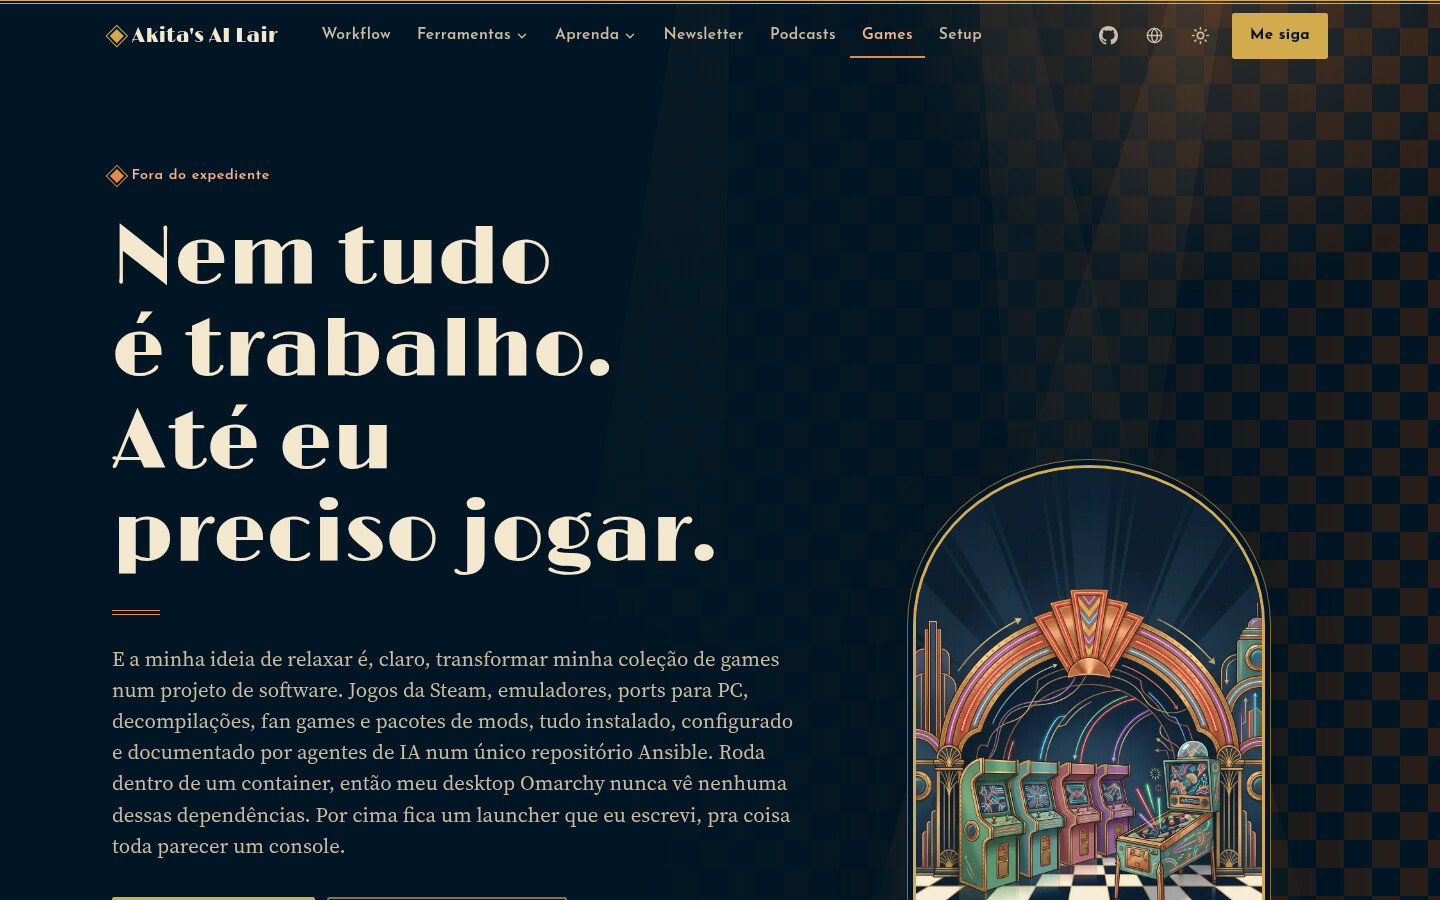 Akita's AI Lair
Workflow
Ferramentas
Aprenda
Newsletter
Podcasts
Games
Setup
Me siga
Fora do expediente
Nem tudo
é trabalho.
Até eu
preciso jogar.
E a minha ideia de relaxar é, claro, transformar minha coleção de games
num projeto de software. Jogos da Steam, emuladores, ports para PC,
decompilações, fan games e pacotes de mods, tudo instalado, configurado
e documentado por agentes de IA num único repositório Ansible. Roda
dentro de um container, então meu desktop Omarchy nunca vê nenhuma
dessas dependências. Por cima fica um launcher que eu escrevi, pra coisa
toda parecer um console.